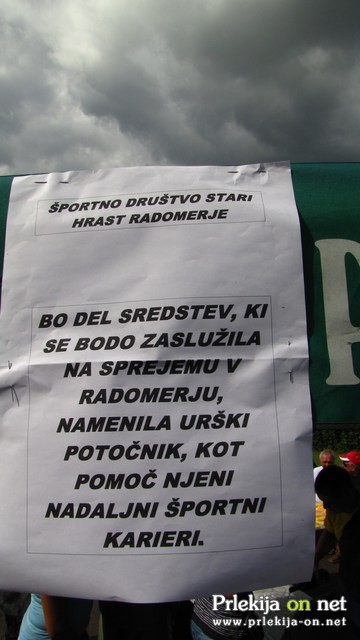 ŠPORTNO DRUŠTVO STARI
HRAST RADOMERJE
BO DEL SREDSTEV, KI
SE BODO ZASLUŽILA
NA SPREJEMU V
RADOMERJU,
NAMENILA URŠKI
POTOČNIK, KOT
POMOČ NJENI
NADALJNI ŠPORTNI
KARIERI.
Prlekija on net
www.prlekija-on.net